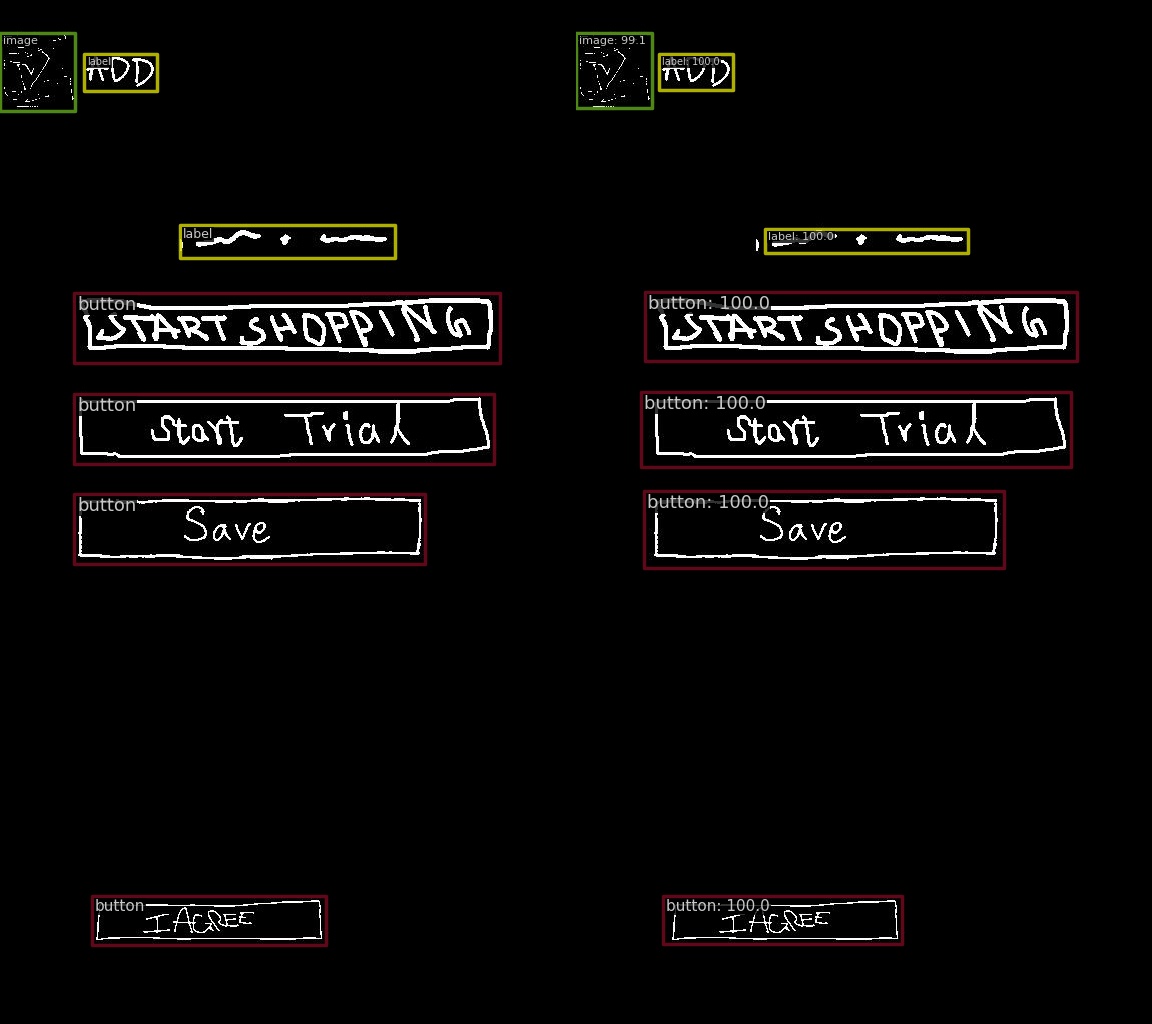 image image: 99.1
label label: 100.0
ADD ADD
label label: 100.0
button button: 100.0
START SHOPPING START SHOPPING
button button: 100.0
Start Trial Start Trial
button button: 100.0
Save Save
button button: 100.0
I AGREE I AGREE